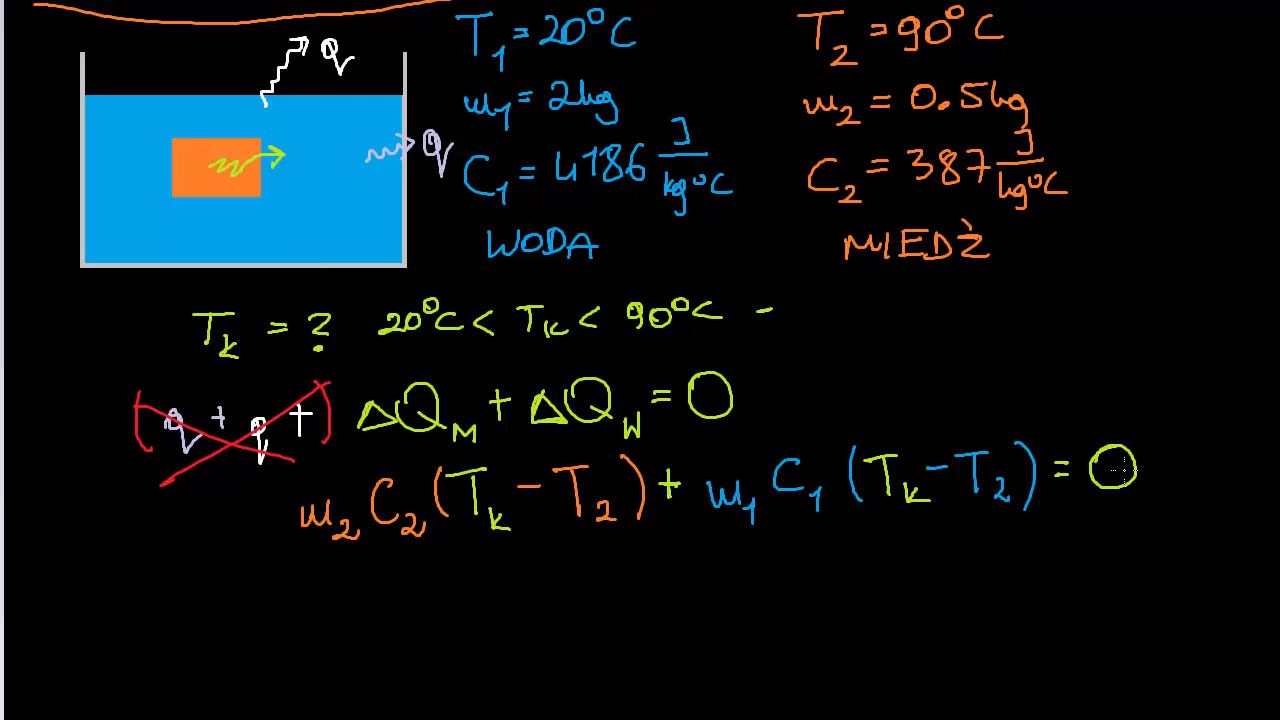 q
T₁ = 20°C
m₁ = 2kg
q
C₁ = 4186 J/kg°C
WODA
T₂ = 90°C
m₂ = 0.5kg
C₂ = 387 J/kg°C
MIEDŻ
Tk = ? 20°C < Tk < 90°C -
(q + q +) ΔQM + ΔQW = 0
m₂ C₂ (Tk - T₂) + m₁ C₁ (Tk - T₂) = 0